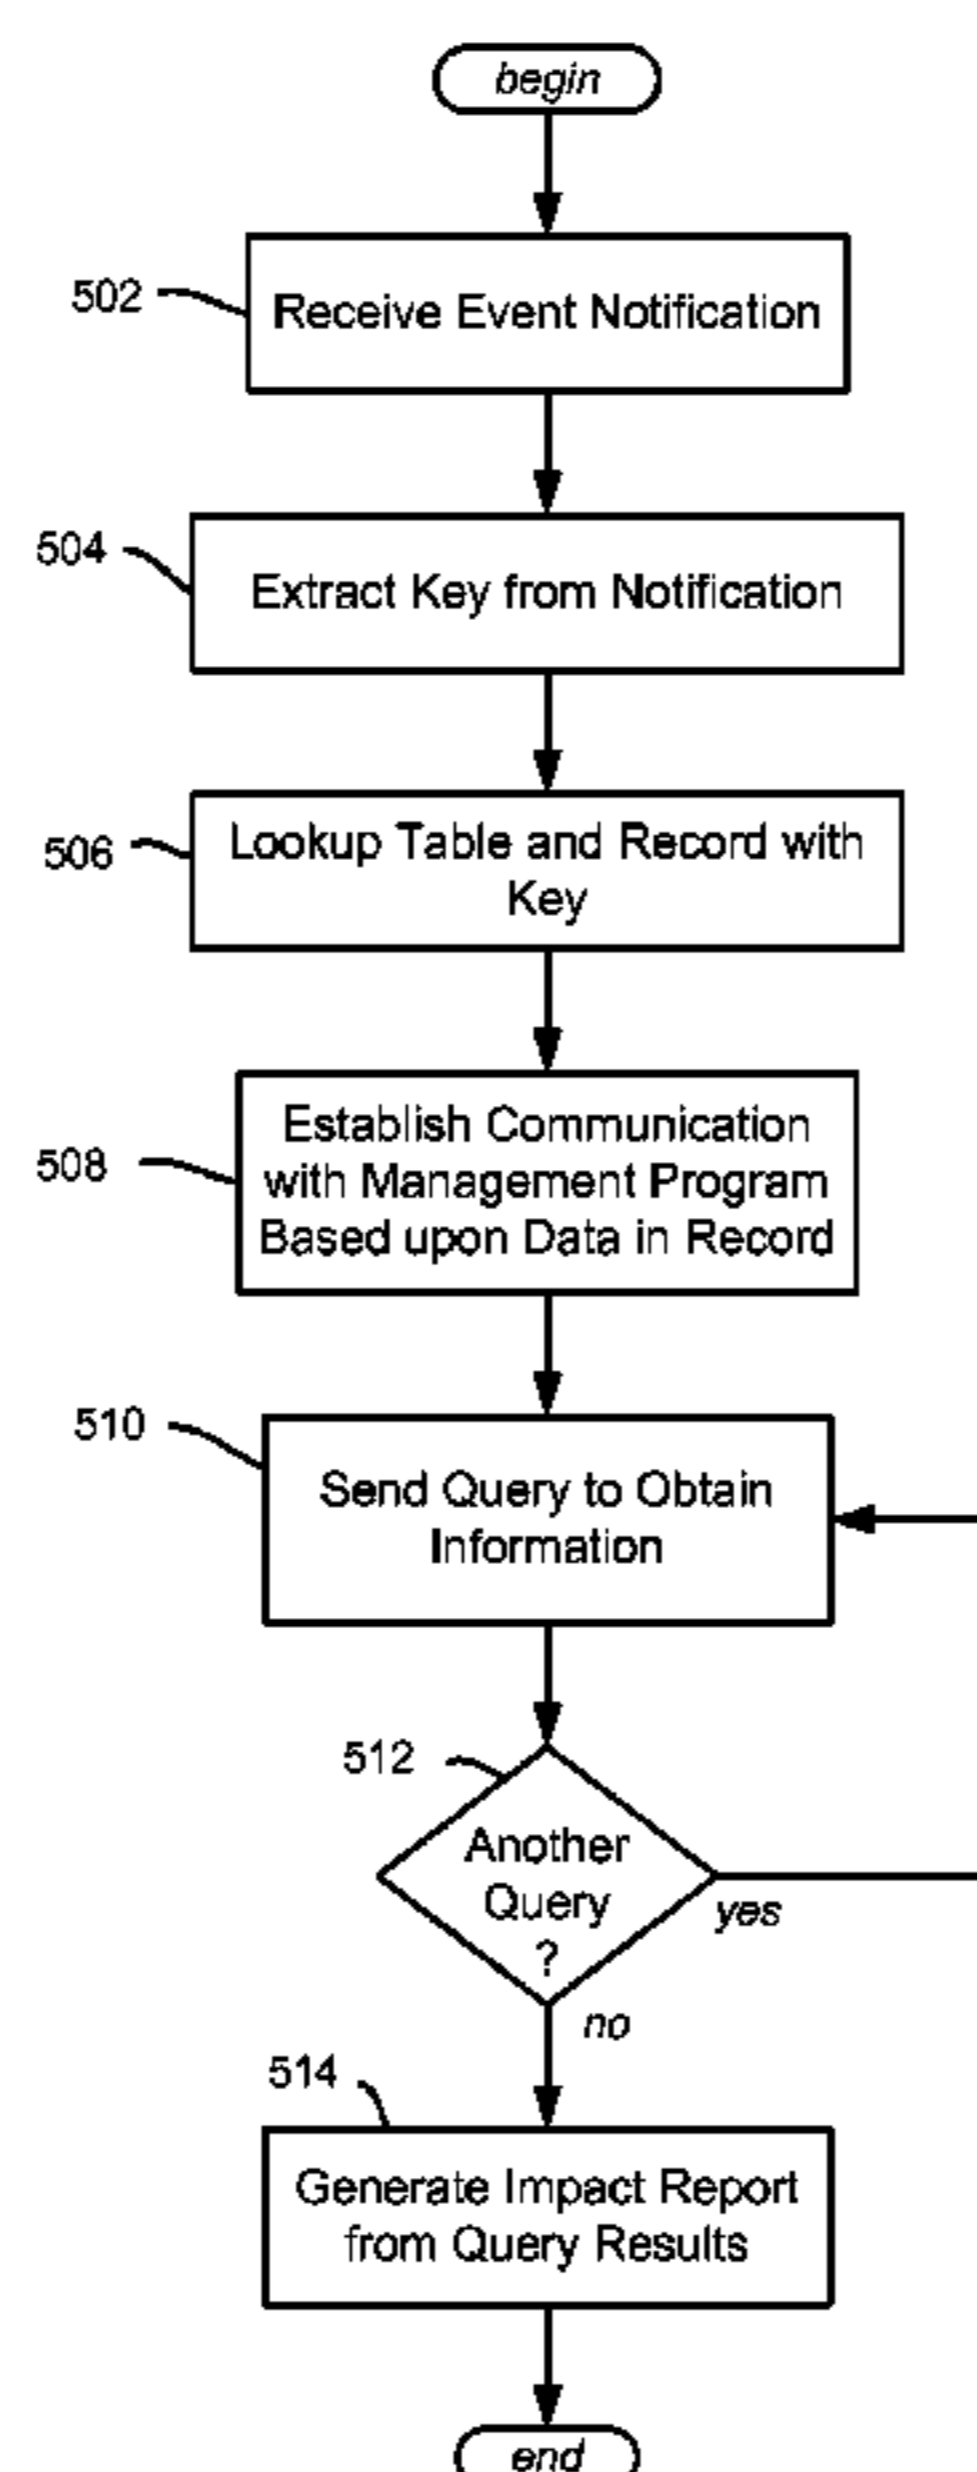 begin
502
Receive Event Notification
504
Extract Key from Notification
506
Lookup Table and Record with
Key
508
Establish Communication
with Management Program
Based upon Data in Record
510
Send Query to Obtain
Information
512
Another
Query
?
yes
no
514
Generate Impact Report
from Query Results
end